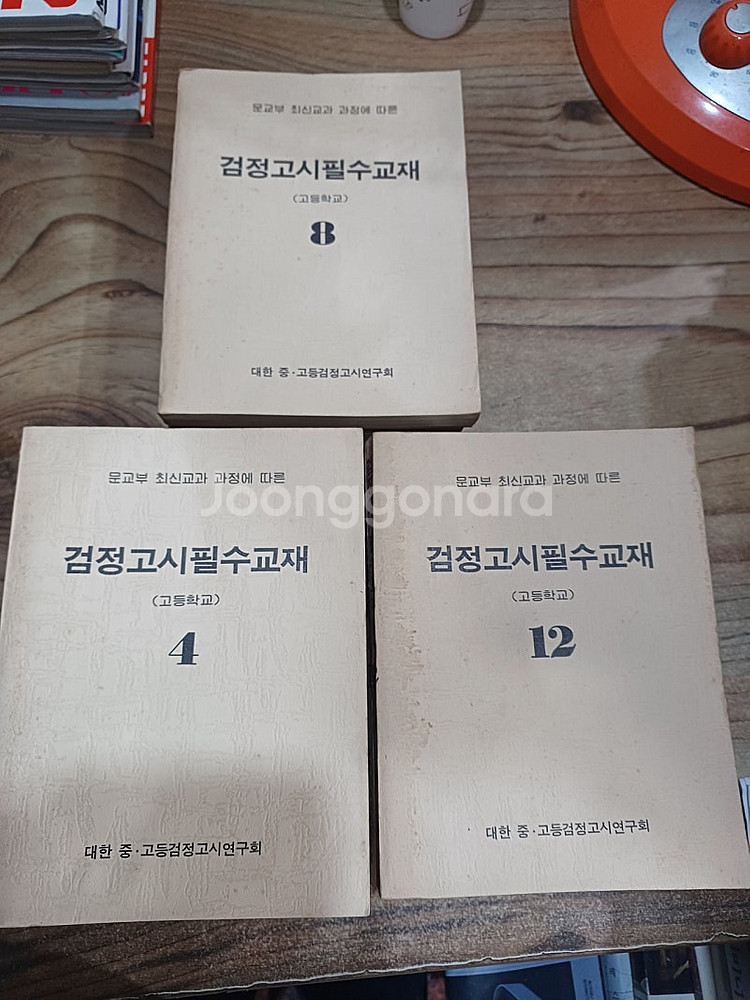 문교부 최신교과 과정에 따른
검정고시필수교재
(고등학교)
8
대한 중·고등검정고시연구회
문교부 최신교과 과정에 따른
검정고시필수교재
(고등학교)
4
대한 중·고등검정고시연구회
문교부 최신교과 과정에 따른
검정고시필수교재
(고등학교)
12
대한 중·고등검정고시연구회
Joonggonara